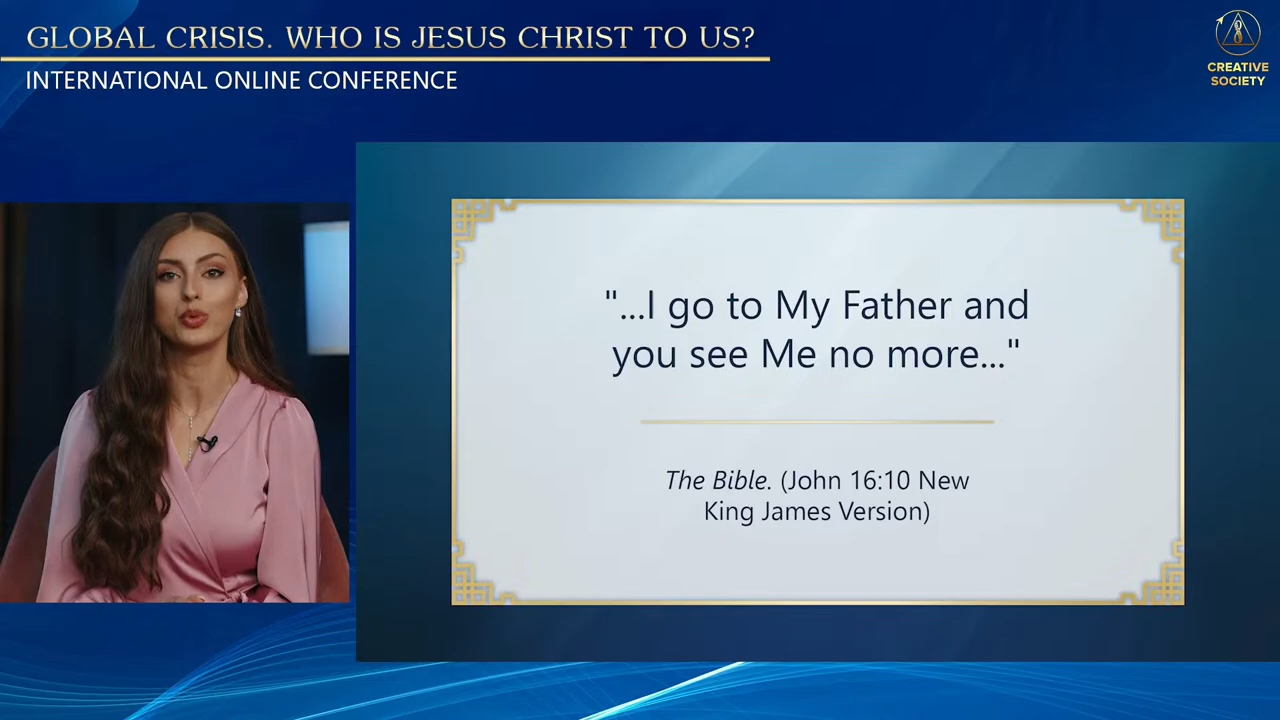 GLOBAL CRISIS. WHO IS JESUS CHRIST TO US?
INTERNATIONAL ONLINE CONFERENCE
CREATIVE
SOCIETY
"...I go to My Father and
you see Me no more..."
The Bible. (John 16:10 New
King James Version)